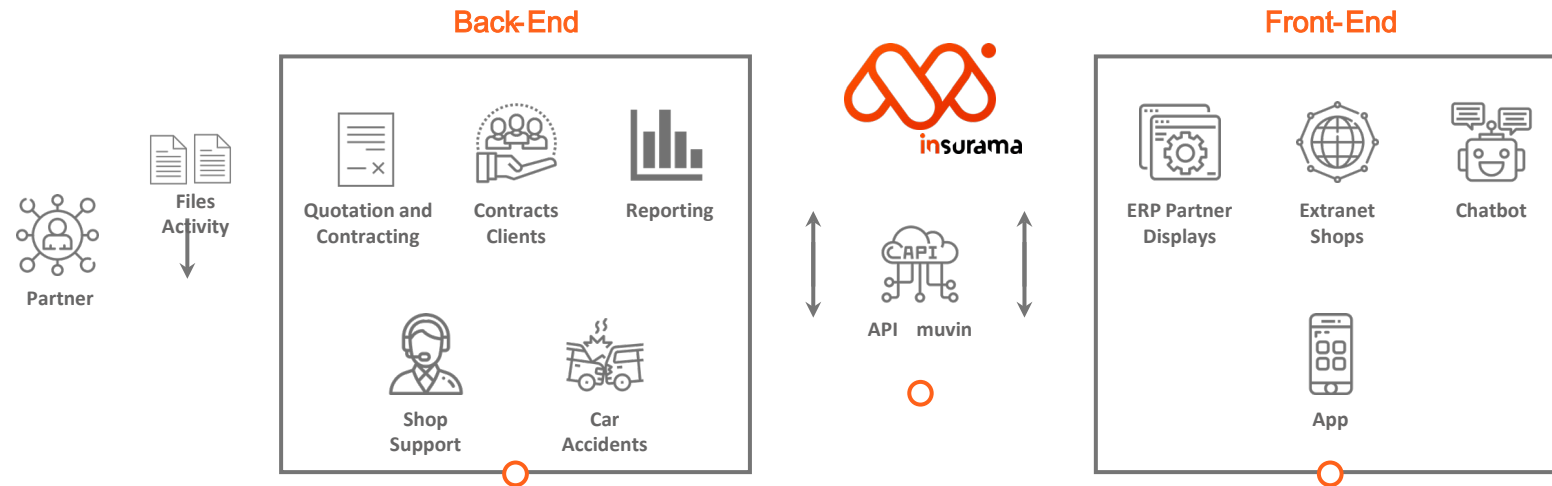 Back-End
Front-End
insurama
Files
Activity
Partner
Quotation and
Contracting
Contracts
Clients
Reporting
Shop
Support
Car
Accidents
API
API muvin
ERP Partner
Displays
Extranet
Shops
Chatbot
App